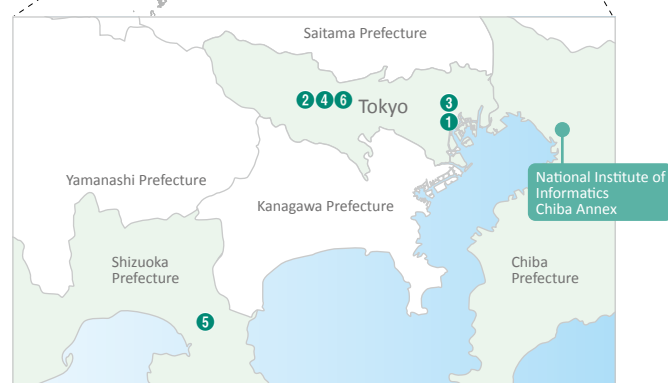 Saitama Prefecture
2 4 6
Tokyo
3
1
National Institute of
Informatics
Chiba Annex
Yamanashi Prefecture
Kanagawa Prefecture
Shizuoka
Prefecture
Chiba
Prefecture
5